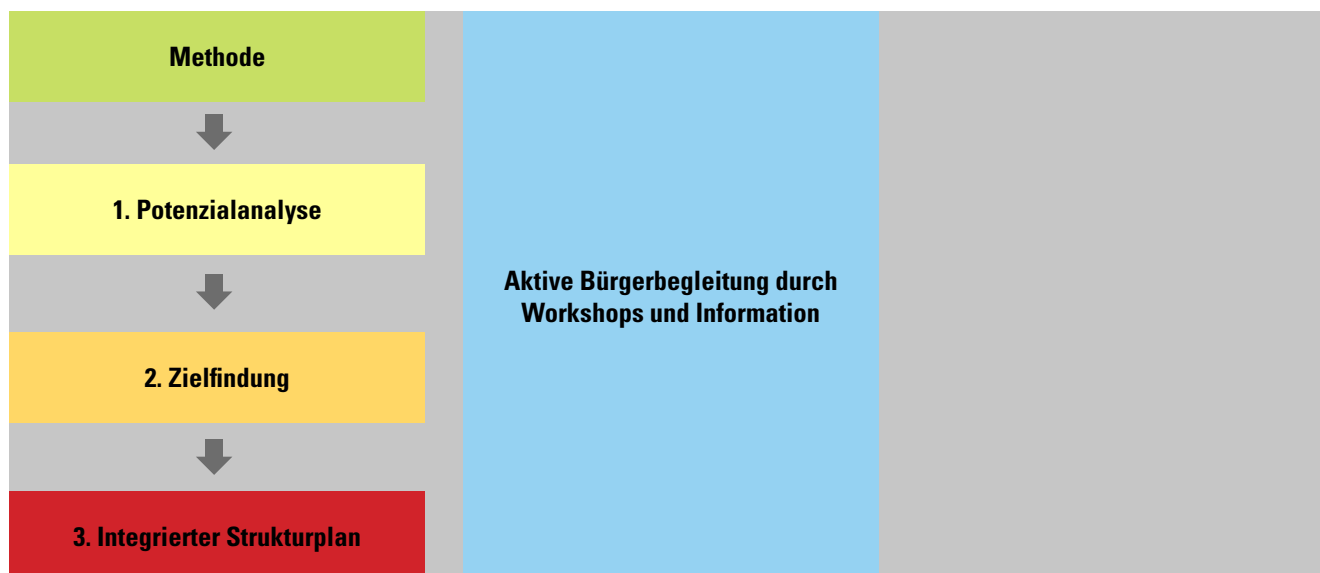 Methode
1. Potenzialanalyse
2. Zielfindung
3. Integrierter Strukturplan
Aktive Bürgerbegleitung durch
Workshops und Information